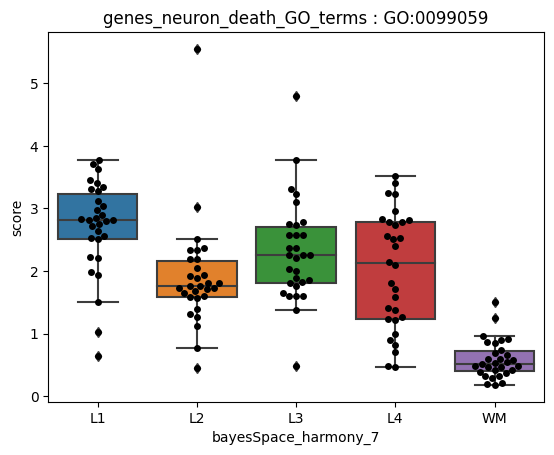 genes_neuron_death_GO_terms : GO:0099059
score
5
4
3
2
1
0
L1 L2 L3 L4 WM
bayesSpace_harmony_7